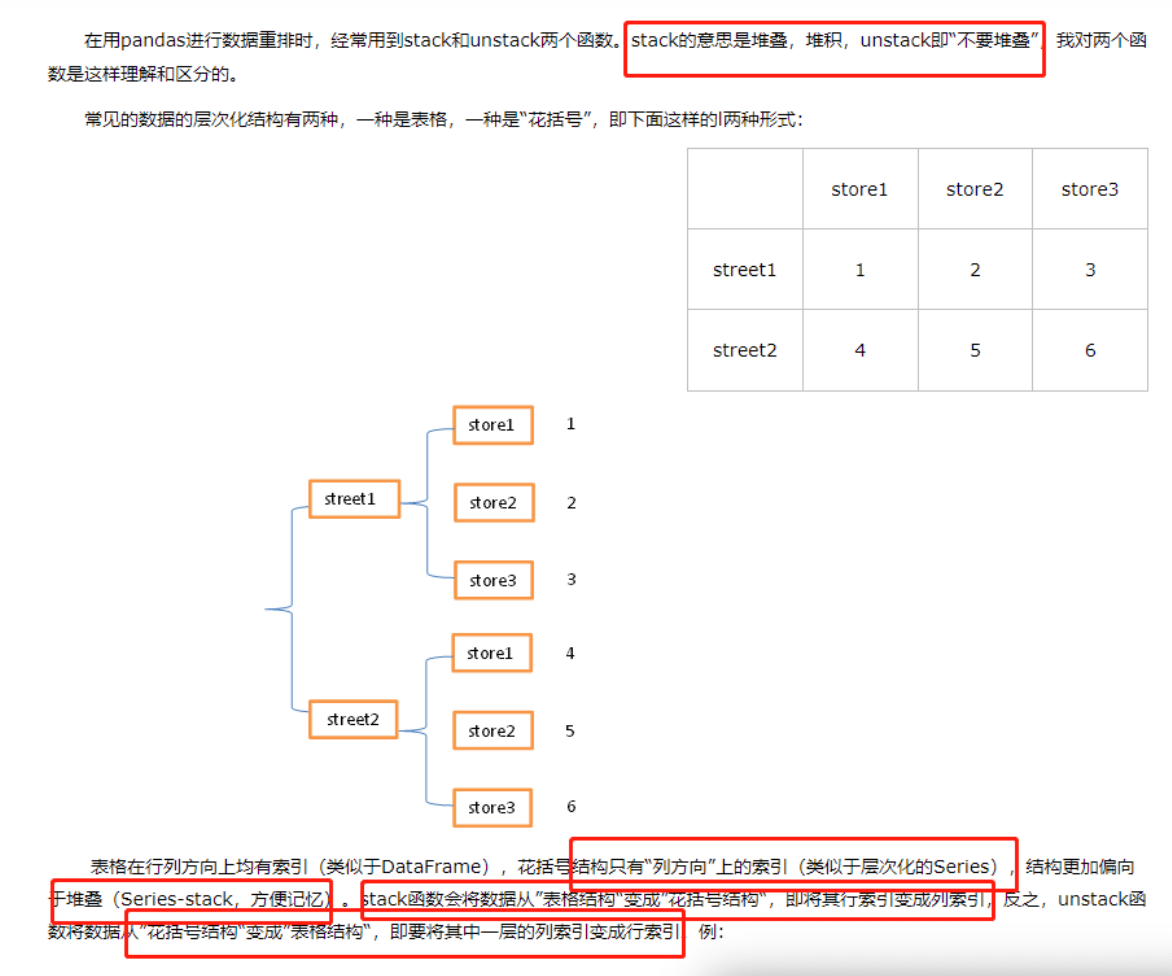 在用pandas进行数据重排时，经常用到stack和unstack两个函数。stack的意思是堆叠，堆积，unstack即“不要堆叠”，我对两个函
数是这样理解和区分的。
常见的数据的层次化结构有两种，一种是表格，一种是“花括号”，即下面这样的l两种形式：
store1 store2 store3
street1 1 2 3
street2 4 5 6
store1 1
street1
store2 2
store3 3
store1 4
street2
store2 5
store3 6
表格在行列方向上均有索引（类似于DataFrame），花括号结构只有“列方向”上的索引（类似于层次化的Series），结构更加偏向
于堆叠（Series-stack，方便记忆）。stack函数会将数据从”表格结构“变成”花括号结构“，即将其行索引变成列索引，反之，unstack函
数将数据从”花括号结构“变成”表格结构“，即要将其中一层的列索引变成行索引。例：